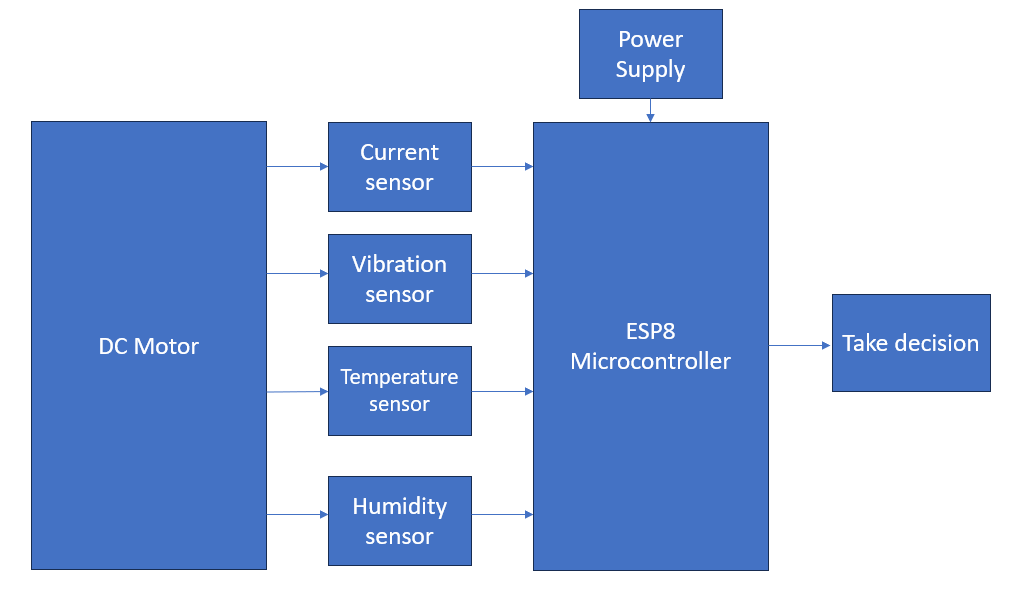 Power
Supply
Current
sensor
Vibration
sensor
DC Motor
ESP8
Microcontroller
Take decision
Temperature
sensor
Humidity
sensor